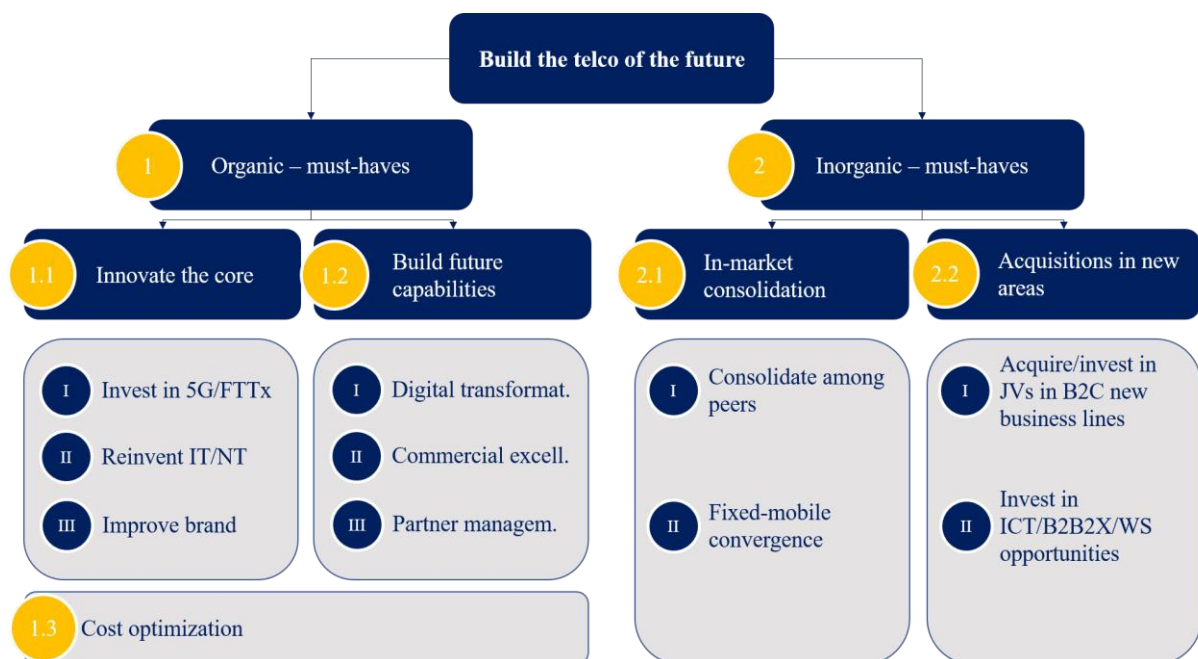 Build the telco of the future
1
Organic – must-haves
2
Inorganic – must-haves
1.1
Innovate the core
1.2
Build future
capabilities
2.1
In-market
consolidation
2.2
Acquisitions in new
areas
I
Invest in 5G/FTTx
II
Reinvent IT/NT
III
Improve brand
I
Digital transformat.
II
Commercial excell.
III
Partner managem.
I
Consolidate among
peers
II
Fixed-mobile
convergence
I
Acquire/invest in
JVs in B2C new
business lines
II
Invest in
ICT/B2B2X/WS
opportunities
1.3
Cost optimization